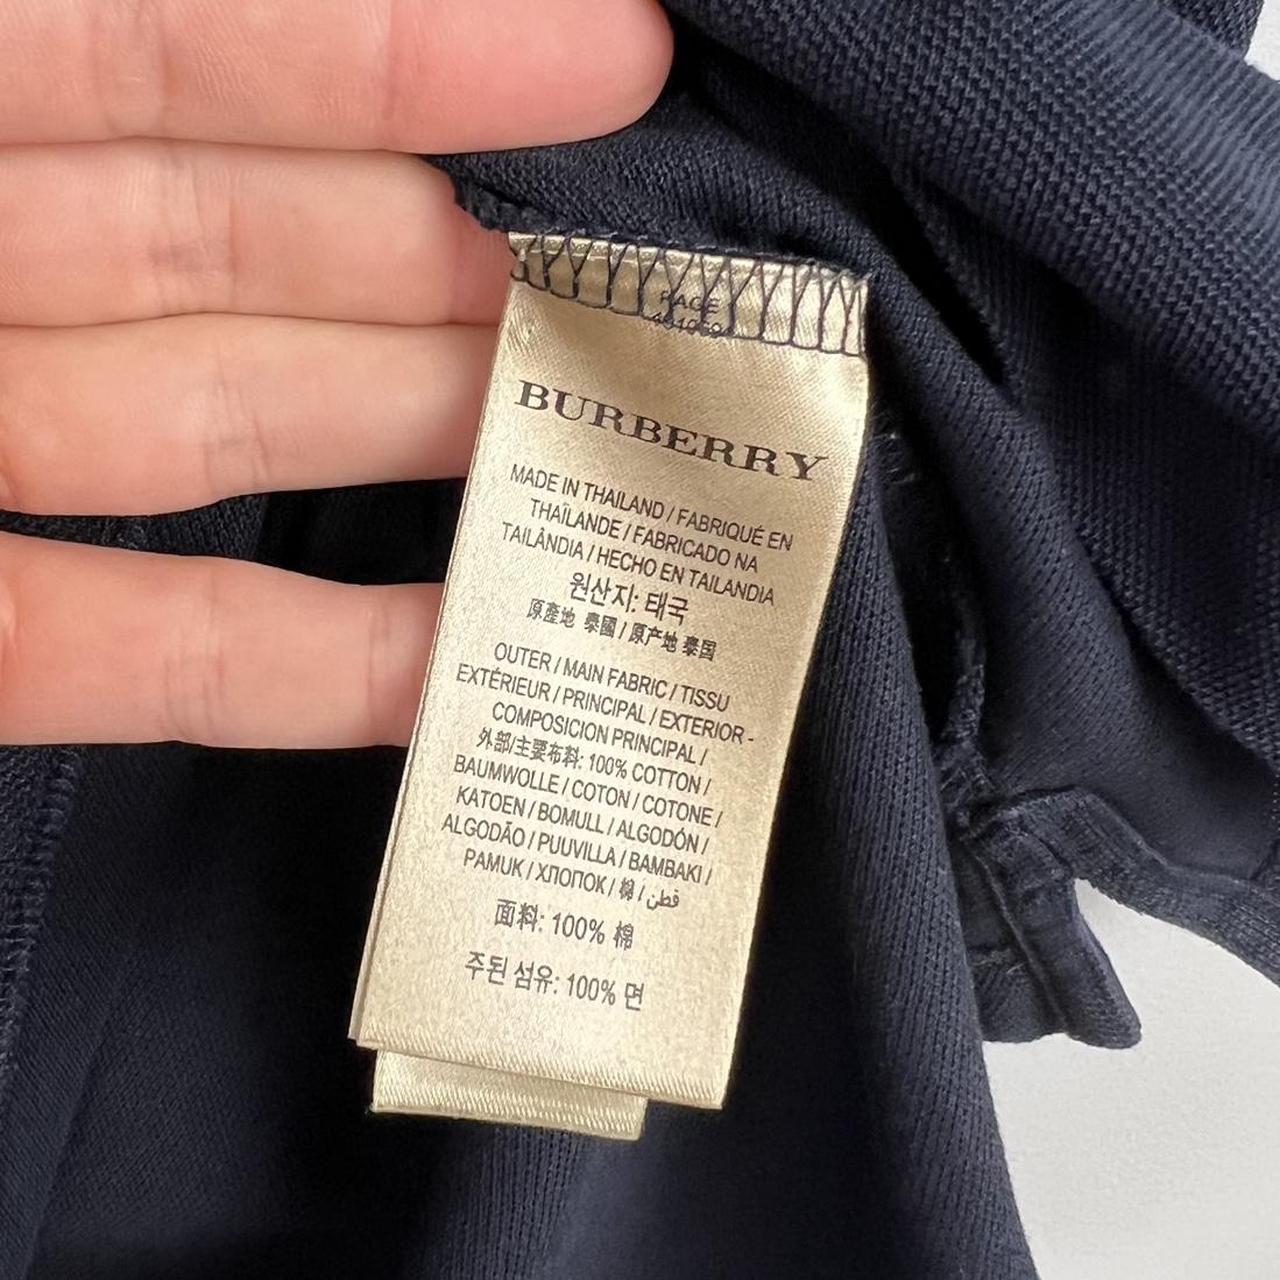 PAGE
BURBERRY
MADE IN THAILAND / FABRIQUÉ EN
THAÏLANDE / FABRICADO NA
TAILÂNDIA / HECHO EN TAILANDIA
원산지: 태국
原產地 泰國 / 原产地 泰国
OUTER / MAIN FABRIC / TISSU
EXTÉRIEUR / PRINCIPAL / EXTERIOR -
COMPOSICION PRINCIPAL /
外部/主要布料: 100% COTTON /
BAUMWOLLE / COTON / COTONE /
KATOEN / BOMULL / ALGODÓN /
ALGODÃO / PUUVILLA / BAMBAKI /
PAMUK / ХЛОПОК / 棉 / قطن
面料: 100% 棉
주된 섬유: 100% 면